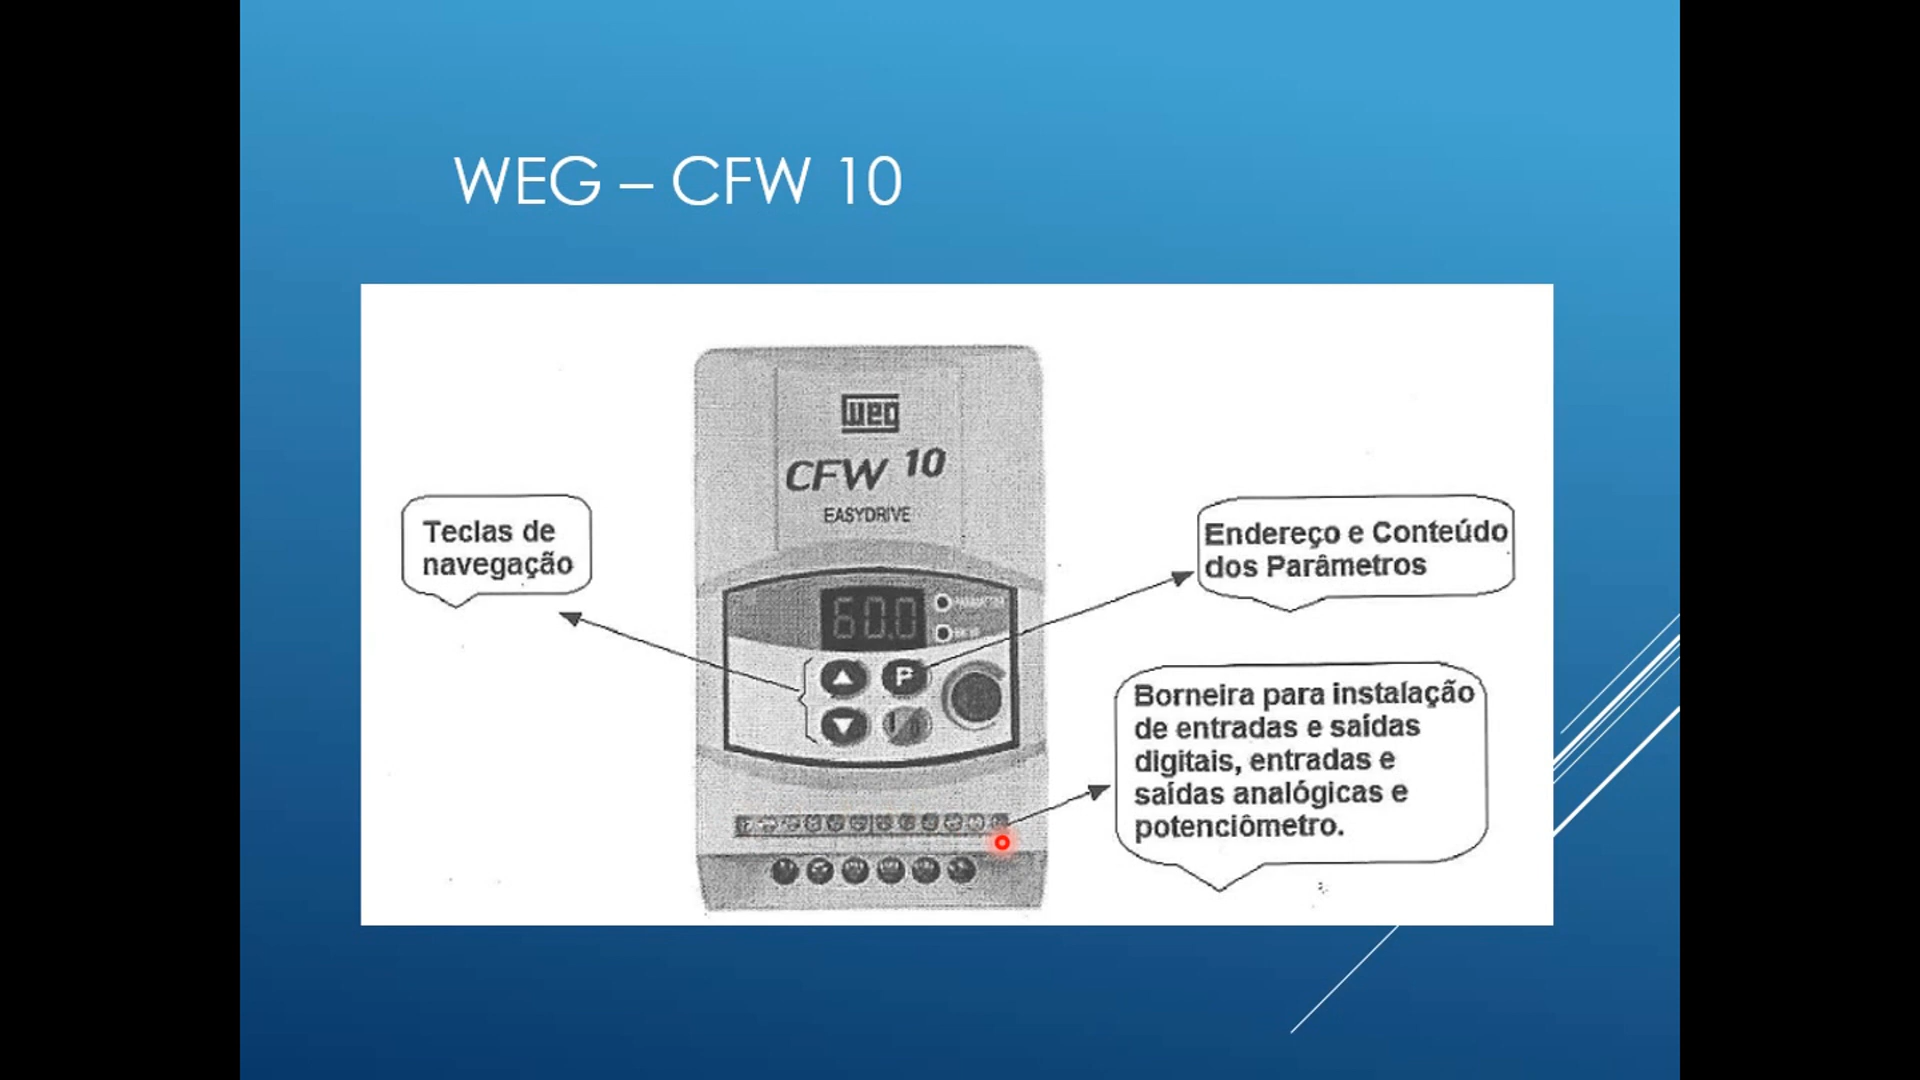 WEG – CFW 10
weg
CFW 10
EASYDRIVE
Teclas de
navegação
Endereço e Conteúdo
dos Parâmetros
60.0
P
Borneira para instalação
de entradas e saídas
digitais, entradas e
saídas analógicas e
potenciômetro.